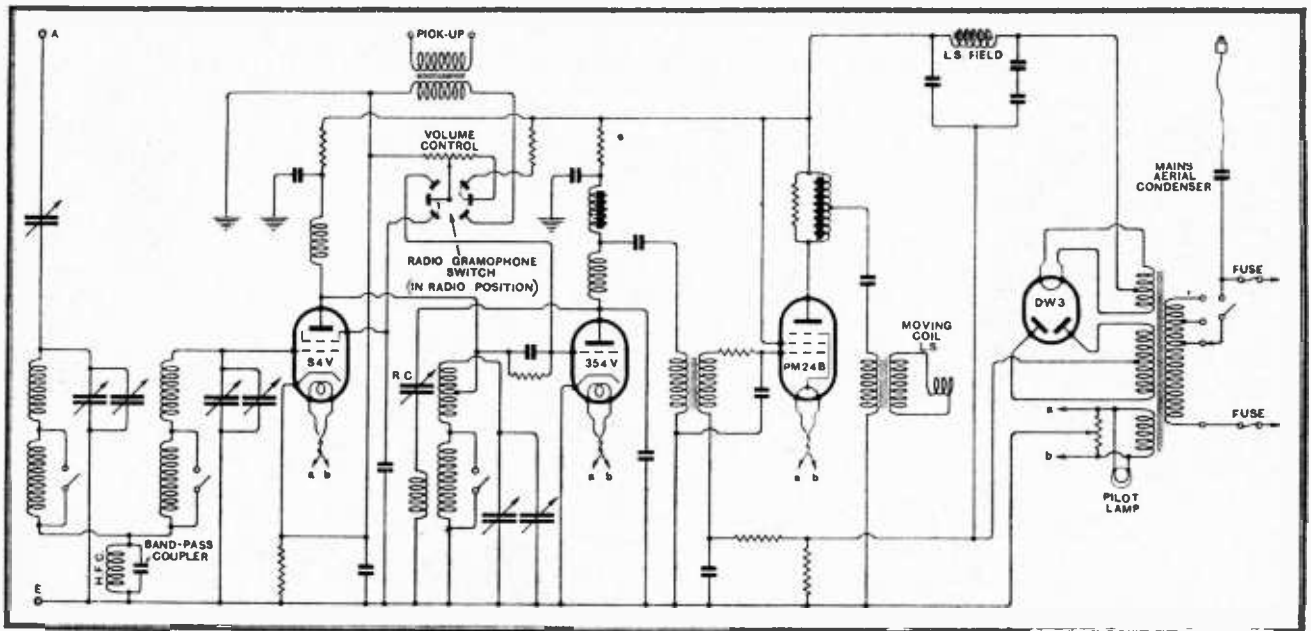 A
PICK-UP
L.S. FIELD
VOLUME
CONTROL
MAINS
AERIAL
CONDENSER
RADIO GRAMOPHONE
SWITCH
(IN RADIO POSITION)
FUSE
DW3
S4V
R.C.
354V
PM24B
MOVING
COIL
L.S.
FUSE
a
b
a b
a b
a b
PILOT
LAMP
BAND-PASS
COUPLER
H.F.C.
E